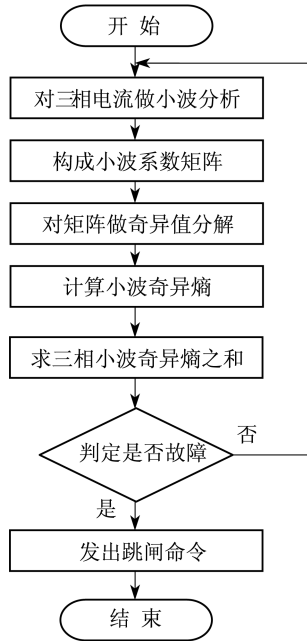 开 始
对三相电流做小波分析
构成小波系数矩阵
对矩阵做奇异值分解
计算小波奇异熵
求三相小波奇异熵之和
判定是否故障
否
是
发出跳闸命令
结 束